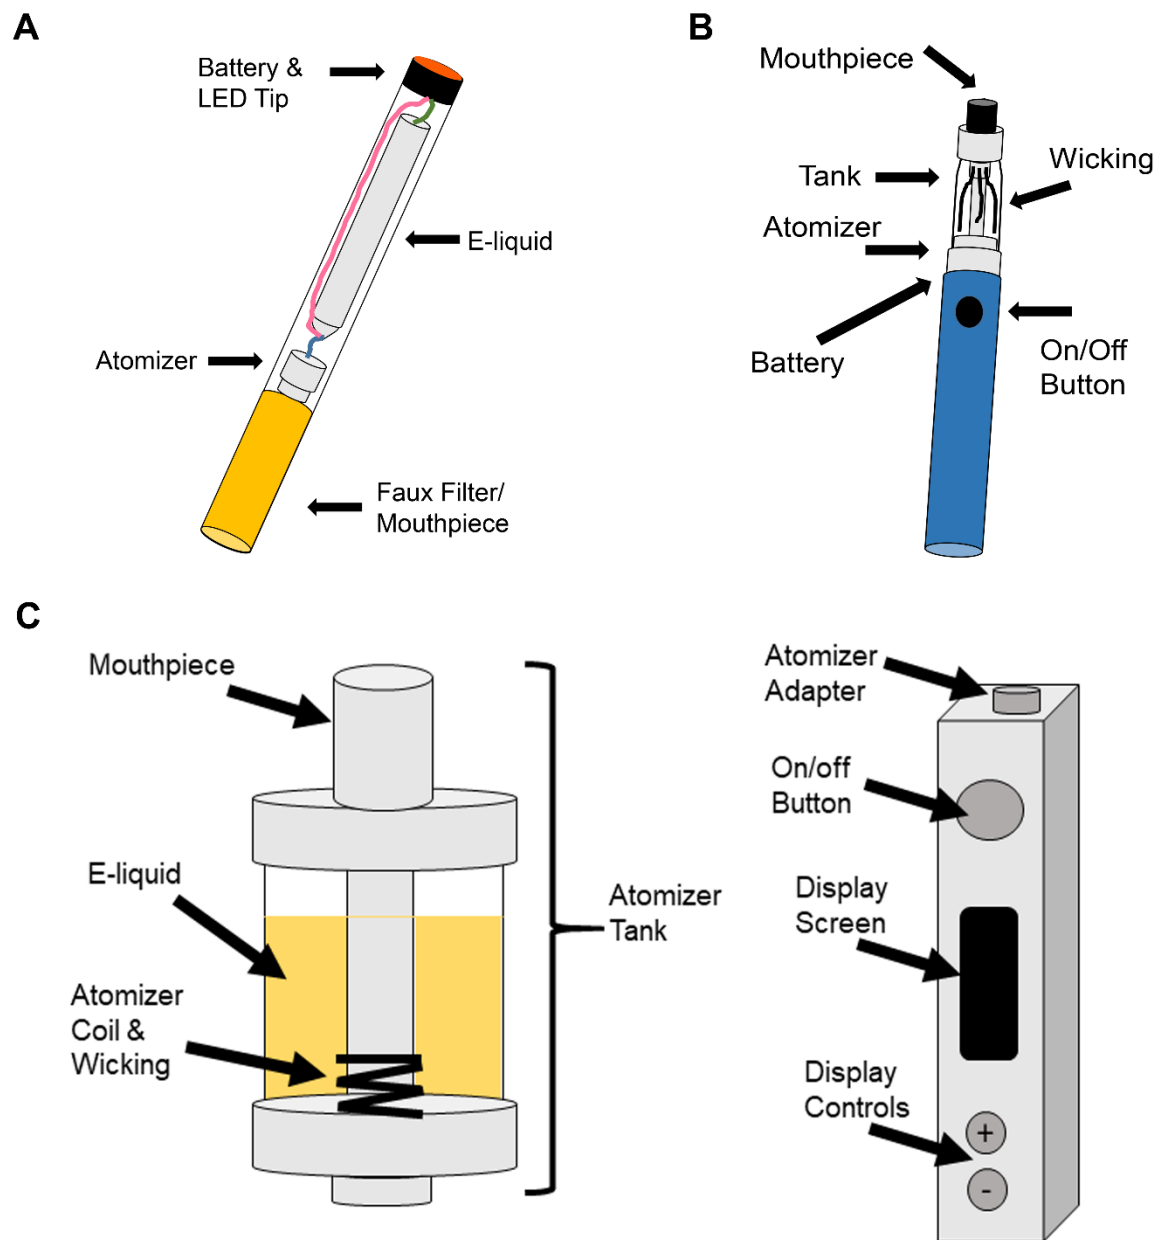 A
Battery &
LED Tip
E-liquid
Atomizer
Faux Filter/
Mouthpiece
B
Mouthpiece
Wicking
Tank
Atomizer
Battery
On/Off
Button
C
Mouthpiece
E-liquid
Atomizer
Coil &
Wicking
Atomizer
Tank
Atomizer
Adapter
On/off
Button
Display
Screen
Display
Controls
+
-